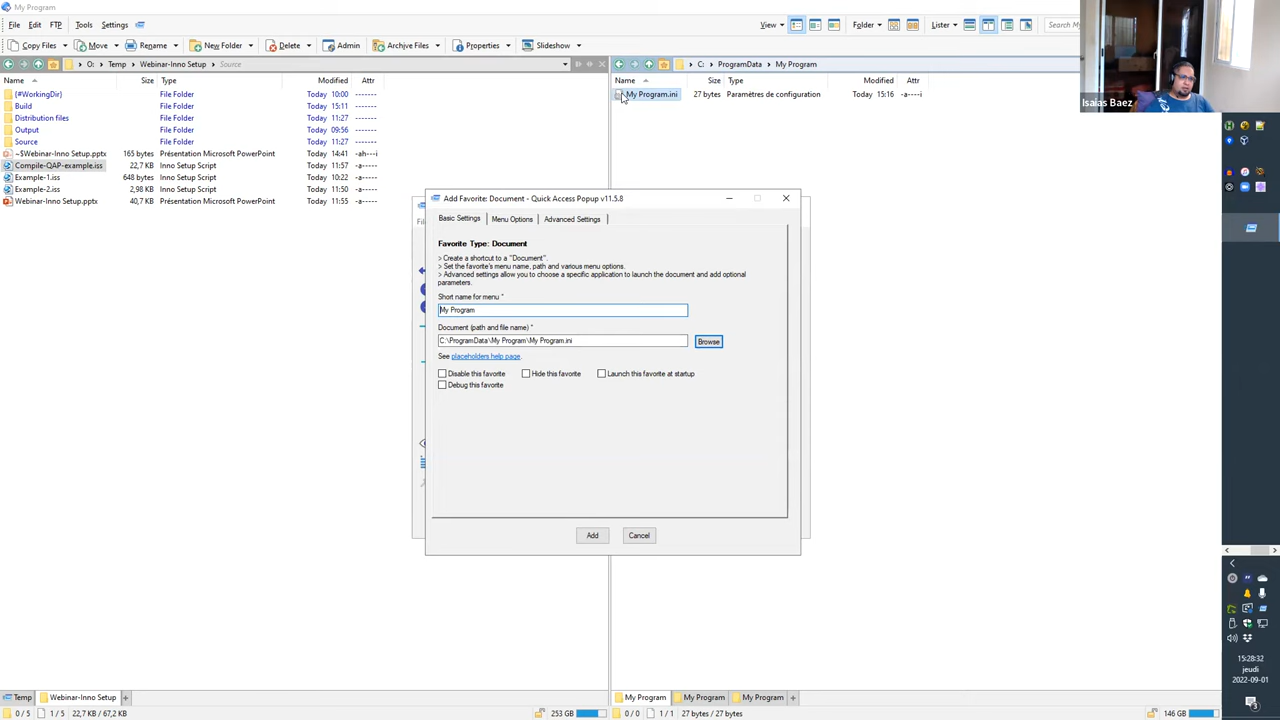 My Program
File Edit FTP Tools Settings View Folder Lister Search My
Copy Files Move Rename New Folder Delete Admin Archive Files Properties Slideshow
O: Temp Webinar-Inno Setup Source C: ProgramData My Program
Name Size Type Modified Attr Name Size Type Modified Attr
{#WorkingDir} File Folder Today 10:00 My Program.ini 27 bytes Paramètres de configuration Today 15:16 -a----i
Build File Folder Today 15:11
Distribution files File Folder Today 11:27
Output File Folder Today 09:56
Source File Folder Today 11:27
~$Webinar-Inno Setup.pptx 165 bytes Présentation Microsoft PowerPoint Today 14:41 -ah---i
Compile-QAP-example.iss 22,7 KB Inno Setup Script Today 11:57 -a-----
Example-1.iss 648 bytes Inno Setup Script Today 10:22 -a-----
Example-2.iss 2,98 KB Inno Setup Script Today 11:50 -a-----
Webinar-Inno Setup.pptx 40,7 KB Présentation Microsoft PowerPoint Today 11:55 -a-----
Isaias Baez
Add Favorite: Document - Quick Access Popup v11.5.8
Basic Settings Menu Options Advanced Settings
Favorite Type: Document
> Create a shortcut to a "Document".
> Set the favorite's menu name, path and various menu options.
> Advanced settings allow you to choose a specific application to launch the document and add optional
parameters.
Short name for menu *
My Program
Document (path and file name) *
C:\ProgramData\My Program\My Program.ini Browse
See placeholders help page.
Disable this favorite Hide this favorite Launch this favorite at startup
Debug this favorite
Add Cancel
15:28:32
jeudi
2022-09-01
Temp Webinar-Inno Setup My Program My Program My Program
0 / 5 1 / 5 22,7 KB / 67,2 KB 253 GB 0 / 0 1 / 1 27 bytes / 27 bytes 146 GB